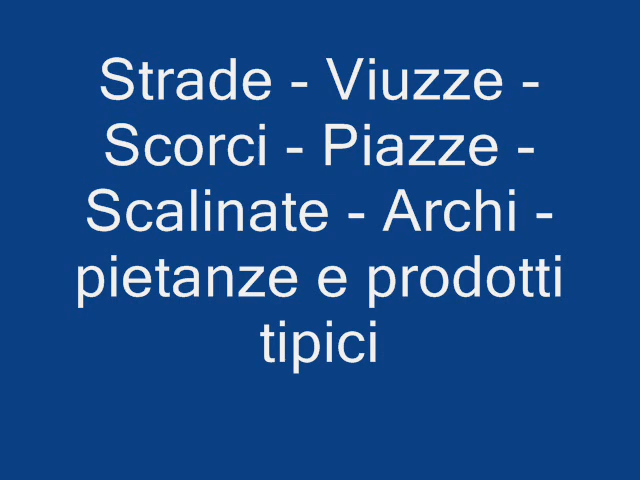 Strade - Viuzze -
Scorci - Piazze -
Scalinate - Archi -
pietanze e prodotti
tipici